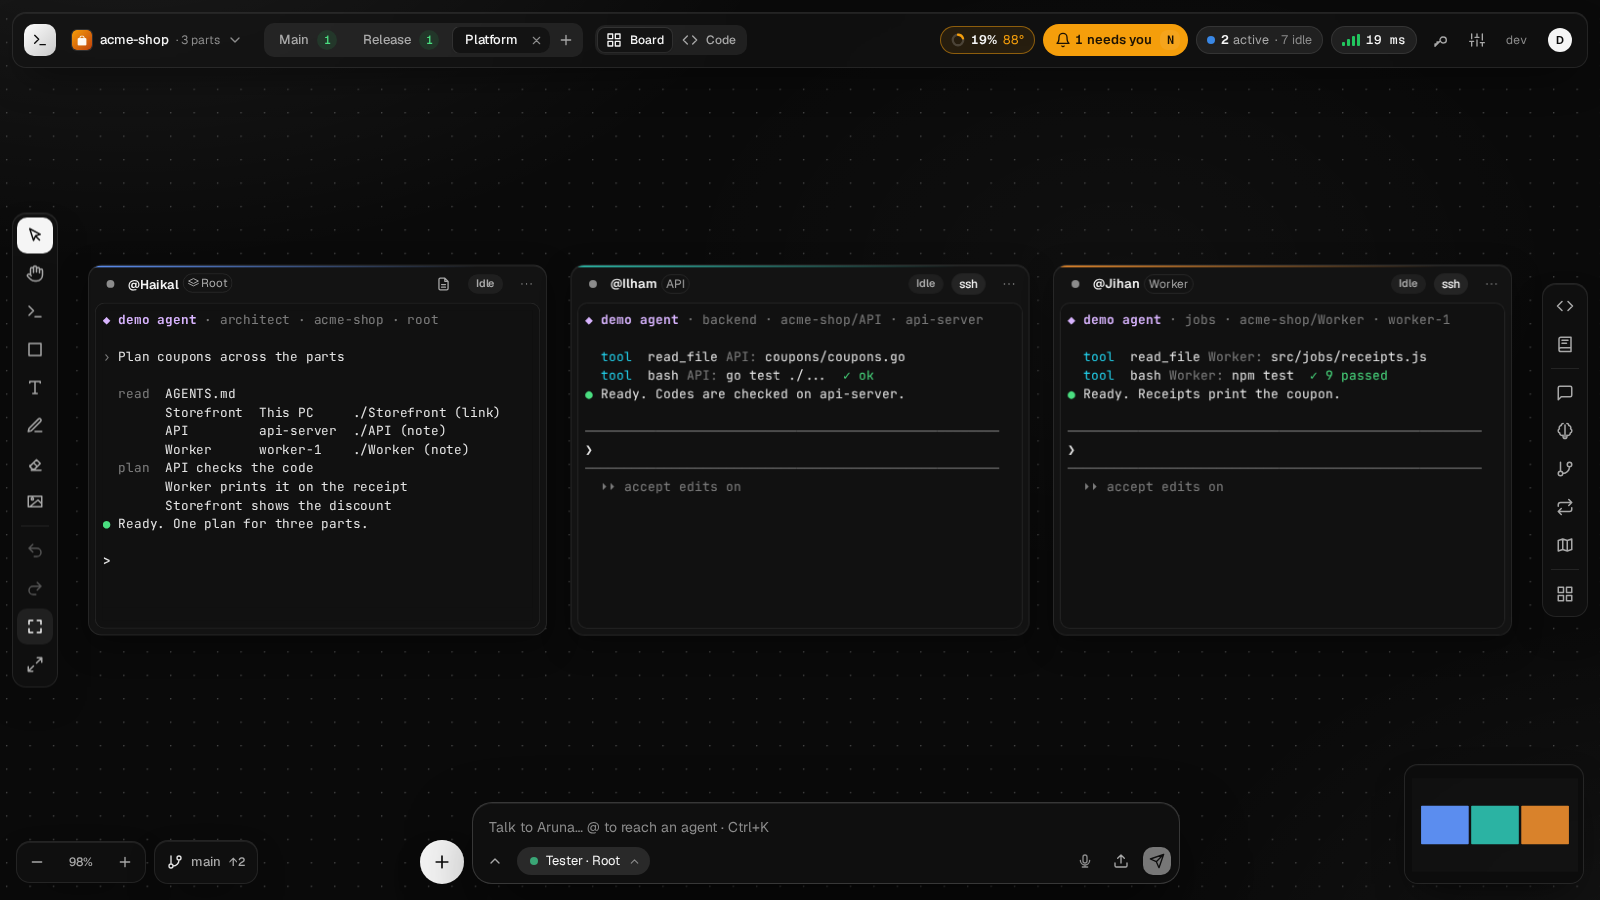 acme-shop · 3 parts
Main 1
Release 1
Platform
Board
Code
19% 88°
1 needs you N
2 active · 7 idle
19 ms
dev
D
@Haikal Root Idle ···
◆ demo agent · architect · acme-shop · root
› Plan coupons across the parts
read AGENTS.md
Storefront This PC ./Storefront (link)
API api-server ./API (note)
Worker worker-1 ./Worker (note)
plan API checks the code
Worker prints it on the receipt
Storefront shows the discount
● Ready. One plan for three parts.
>
@Ilham API Idle ssh ···
◆ demo agent · backend · acme-shop/API · api-server
tool read_file API: coupons/coupons.go
tool bash API: go test ./... ✓ ok
● Ready. Codes are checked on api-server.
❯
accept edits on
@Jihan Worker Idle ssh ···
◆ demo agent · jobs · acme-shop/Worker · worker-1
tool read_file Worker: src/jobs/receipts.js
tool bash Worker: npm test ✓ 9 passed
● Ready. Receipts print the coupon.
❯
accept edits on
Talk to Aruna... @ to reach an agent · Ctrl+K
Tester · Root
98%
main ↑2